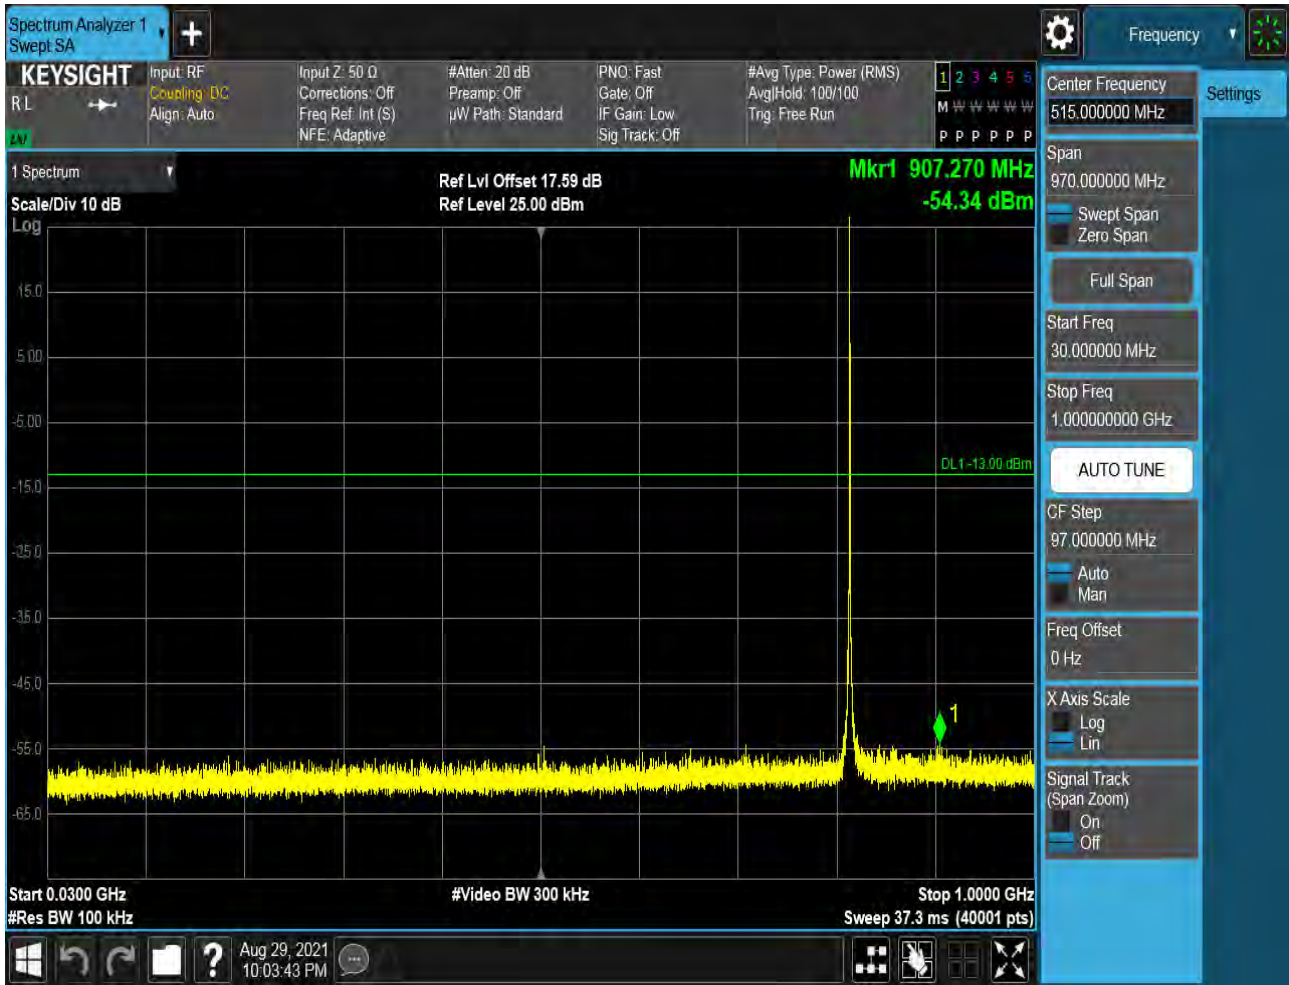 Spectrum Analyzer 1
Swept SA
Frequency
KEYSIGHT
R L
LNI
Input: RF
Coupling: DC
Align: Auto
Input Z: 50 Ω
Corrections: Off
Freq Ref: Int (S)
NFE: Adaptive
#Atten: 20 dB
Preamp: Off
µW Path: Standard
PNO: Fast
Gate: Off
IF Gain: Low
Sig Track: Off
#Avg Type: Power (RMS)
Avg|Hold: 100/100
Trig: Free Run
1 2 3 4 5 6
M W W W W W
P P P P P P
1 Spectrum
Scale/Div 10 dB
Log
Ref Lvl Offset 17.59 dB
Ref Level 25.00 dBm
Mkr1 907.270 MHz
-54.34 dBm
15.0
5.00
-5.00
DL1 -13.00 dBm
-15.0
-25.0
-35.0
-45.0
1
-55.0
-65.0
Start 0.0300 GHz
#Video BW 300 kHz
Stop 1.0000 GHz
#Res BW 100 kHz
Sweep 37.3 ms (40001 pts)
?
Aug 29, 2021
10:03:43 PM
Center Frequency
515.000000 MHz
Settings
Span
970.000000 MHz
Swept Span
Zero Span
Full Span
Start Freq
30.000000 MHz
Stop Freq
1.000000000 GHz
AUTO TUNE
CF Step
97.000000 MHz
Auto
Man
Freq Offset
0 Hz
X Axis Scale
Log
Lin
Signal Track
(Span Zoom)
On
Off